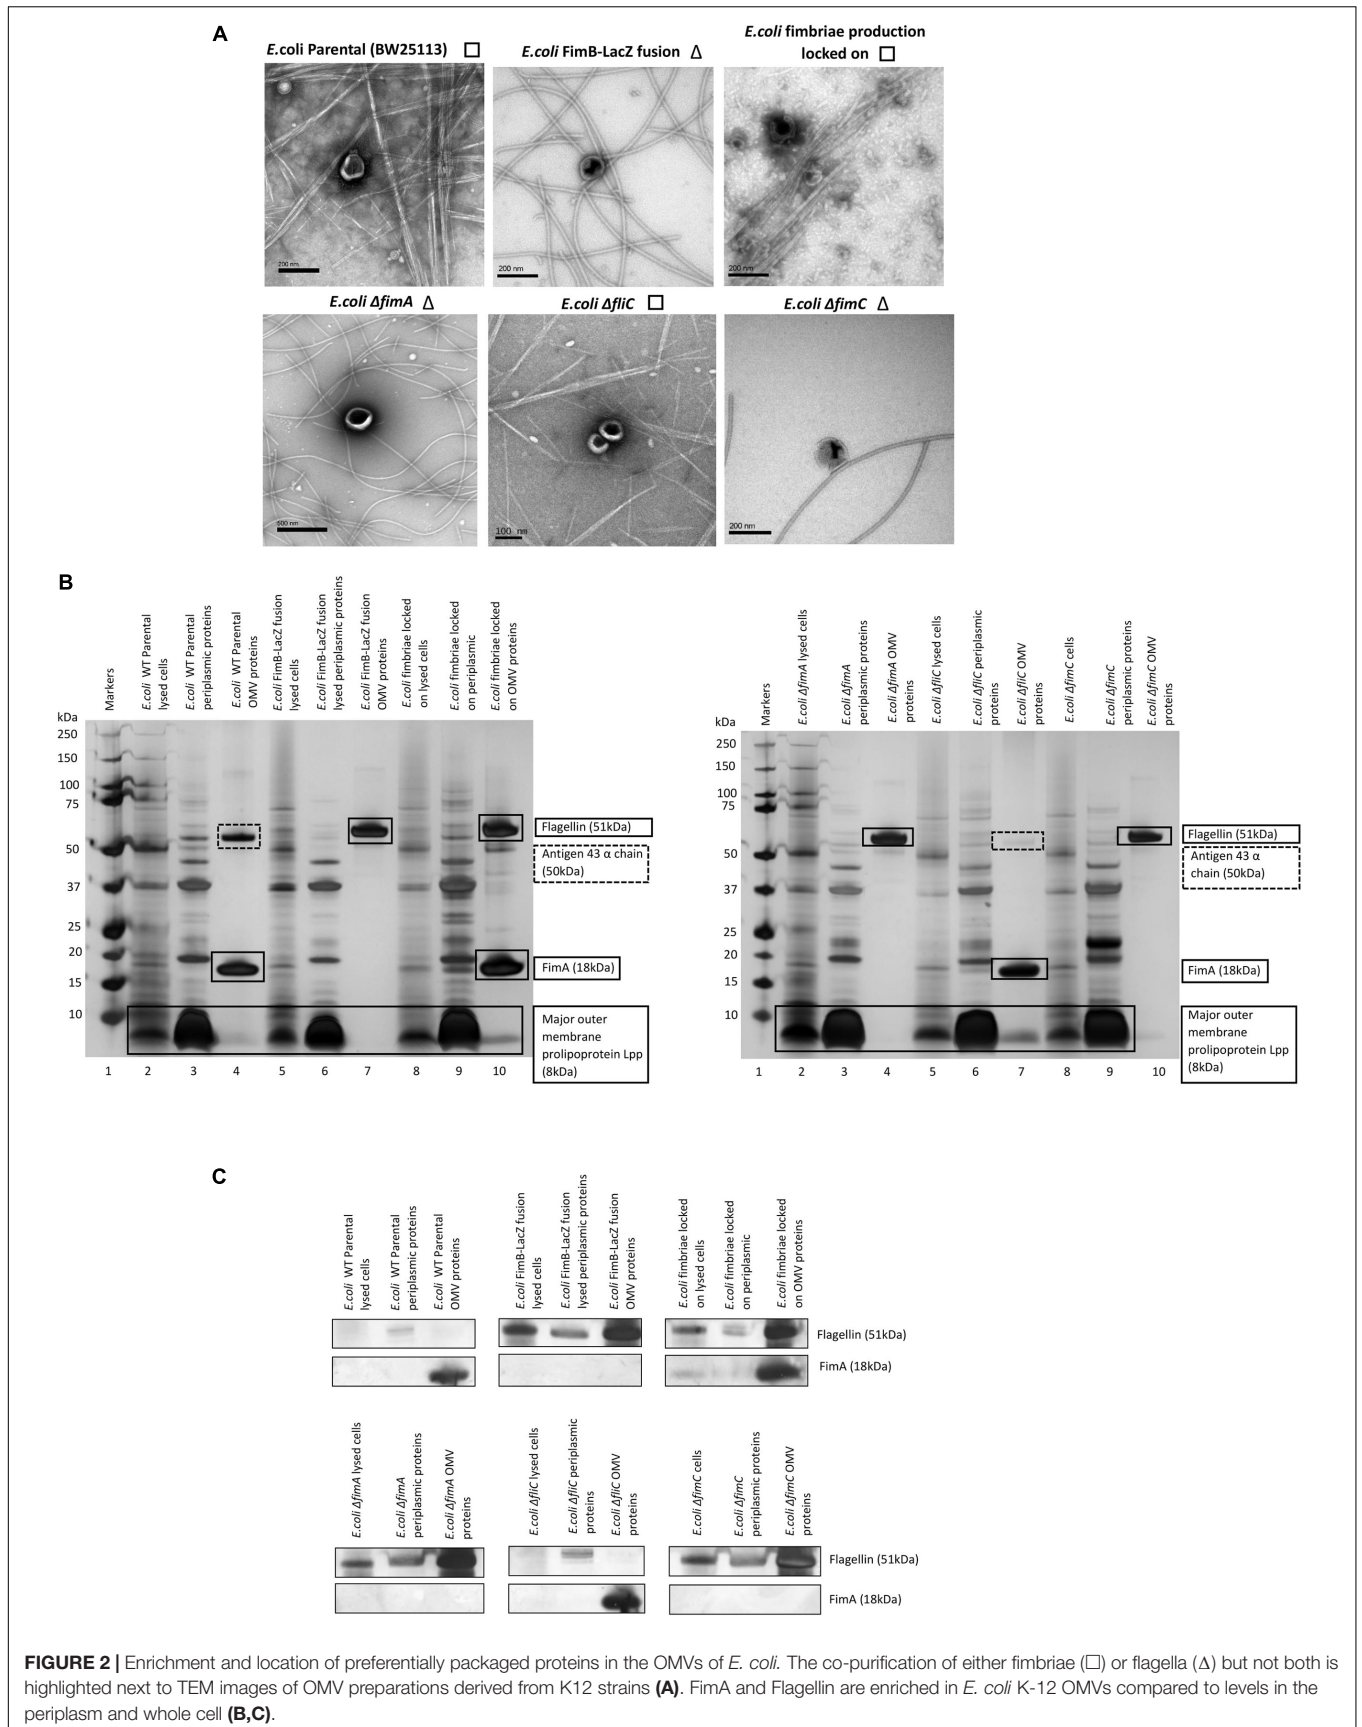 A
E.coli Parental (BW25113) □
E.coli FimB-LacZ fusion Δ
E.coli fimbriae production
locked on □
200 nm
200 nm
200 nm
E.coli ΔfimA Δ
E.coli ΔfliC □
E.coli ΔfimC Δ
500 nm
100 nm
200 nm
B
Markers
E.coli WT Parental
lysed cells
E.coli WT Parental
periplasmic proteins
E.coli WT Parental
OMV proteins
E.coli FimB-LacZ fusion
lysed cells
E.coli FimB-LacZ fusion
lysed periplasmic proteins
E.coli FimB-LacZ fusion
OMV proteins
E.coli fimbriae locked
on lysed cells
E.coli fimbriae locked
on periplasmic
E.coli fimbriae locked
on OMV proteins
kDa
250
150
100
75
50
37
25
20
15
10
Flagellin (51kDa)
Antigen 43 α chain
(50kDa)
FimA (18kDa)
Major outer
membrane
prolipoprotein Lpp
(8kDa)
1 2 3 4 5 6 7 8 9 10
Markers
E.coli ΔfimA lysed cells
E.coli ΔfimA
periplasmic proteins
E.coli ΔfimA OMV
proteins
E.coli ΔfliC lysed cells
E.coli ΔfliC periplasmic
proteins
E.coli ΔfliC OMV
proteins
E.coli ΔfimC cells
E.coli ΔfimC
periplasmic proteins
E.coli ΔfimC OMV
proteins
kDa
250
150
100
75
50
37
25
20
15
10
Flagellin (51kDa)
Antigen 43 α
chain (50kDa)
FimA (18kDa)
Major outer
membrane
prolipoprotein Lpp
(8kDa)
1 2 3 4 5 6 7 8 9 10
C
E.coli WT Parental
lysed cells
E.coli WT Parental
periplasmic proteins
E.coli WT Parental
OMV proteins
E.coli FimB-LacZ fusion
lysed cells
E.coli FimB-LacZ fusion
lysed periplasmic proteins
E.coli FimB-LacZ fusion
OMV proteins
E.coli fimbriae locked
on lysed cells
E.coli fimbriae locked
on periplasmic
E.coli fimbriae locked
on OMV proteins
Flagellin (51kDa)
FimA (18kDa)
E.coli ΔfimA lysed cells
E.coli ΔfimA
periplasmic proteins
E.coli ΔfimA OMV
proteins
E.coli ΔfliC lysed cells
E.coli ΔfliC periplasmic
proteins
E.coli ΔfliC OMV
proteins
E.coli ΔfimC cells
E.coli ΔfimC
periplasmic proteins
E.coli ΔfimC OMV
proteins
Flagellin (51kDa)
FimA (18kDa)
FIGURE 2 | Enrichment and location of preferentially packaged proteins in the OMVs of E. coli. The co-purification of either fimbriae (□) or flagella (Δ) but not both is
highlighted next to TEM images of OMV preparations derived from K12 strains (A). FimA and Flagellin are enriched in E. coli K-12 OMVs compared to levels in the
periplasm and whole cell (B,C).